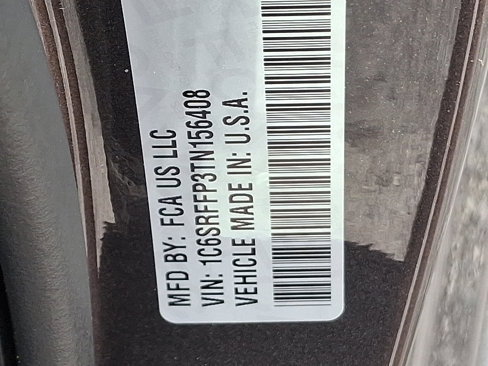 MFD BY: FCA US LLC
VIN: 1C6SRFFP3TN156408
VEHICLE MADE IN: U.S.A.